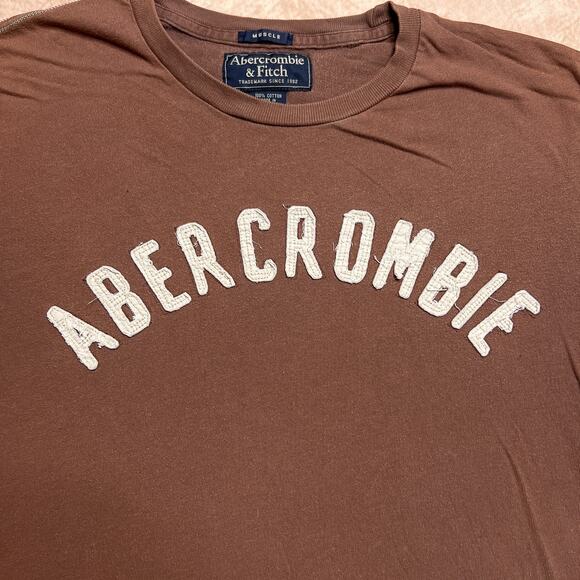 MUSCLE
Abercrombie
& Fitch
TRADEMARK SINCE 1892
100% COTTON
ABERCROMBIE